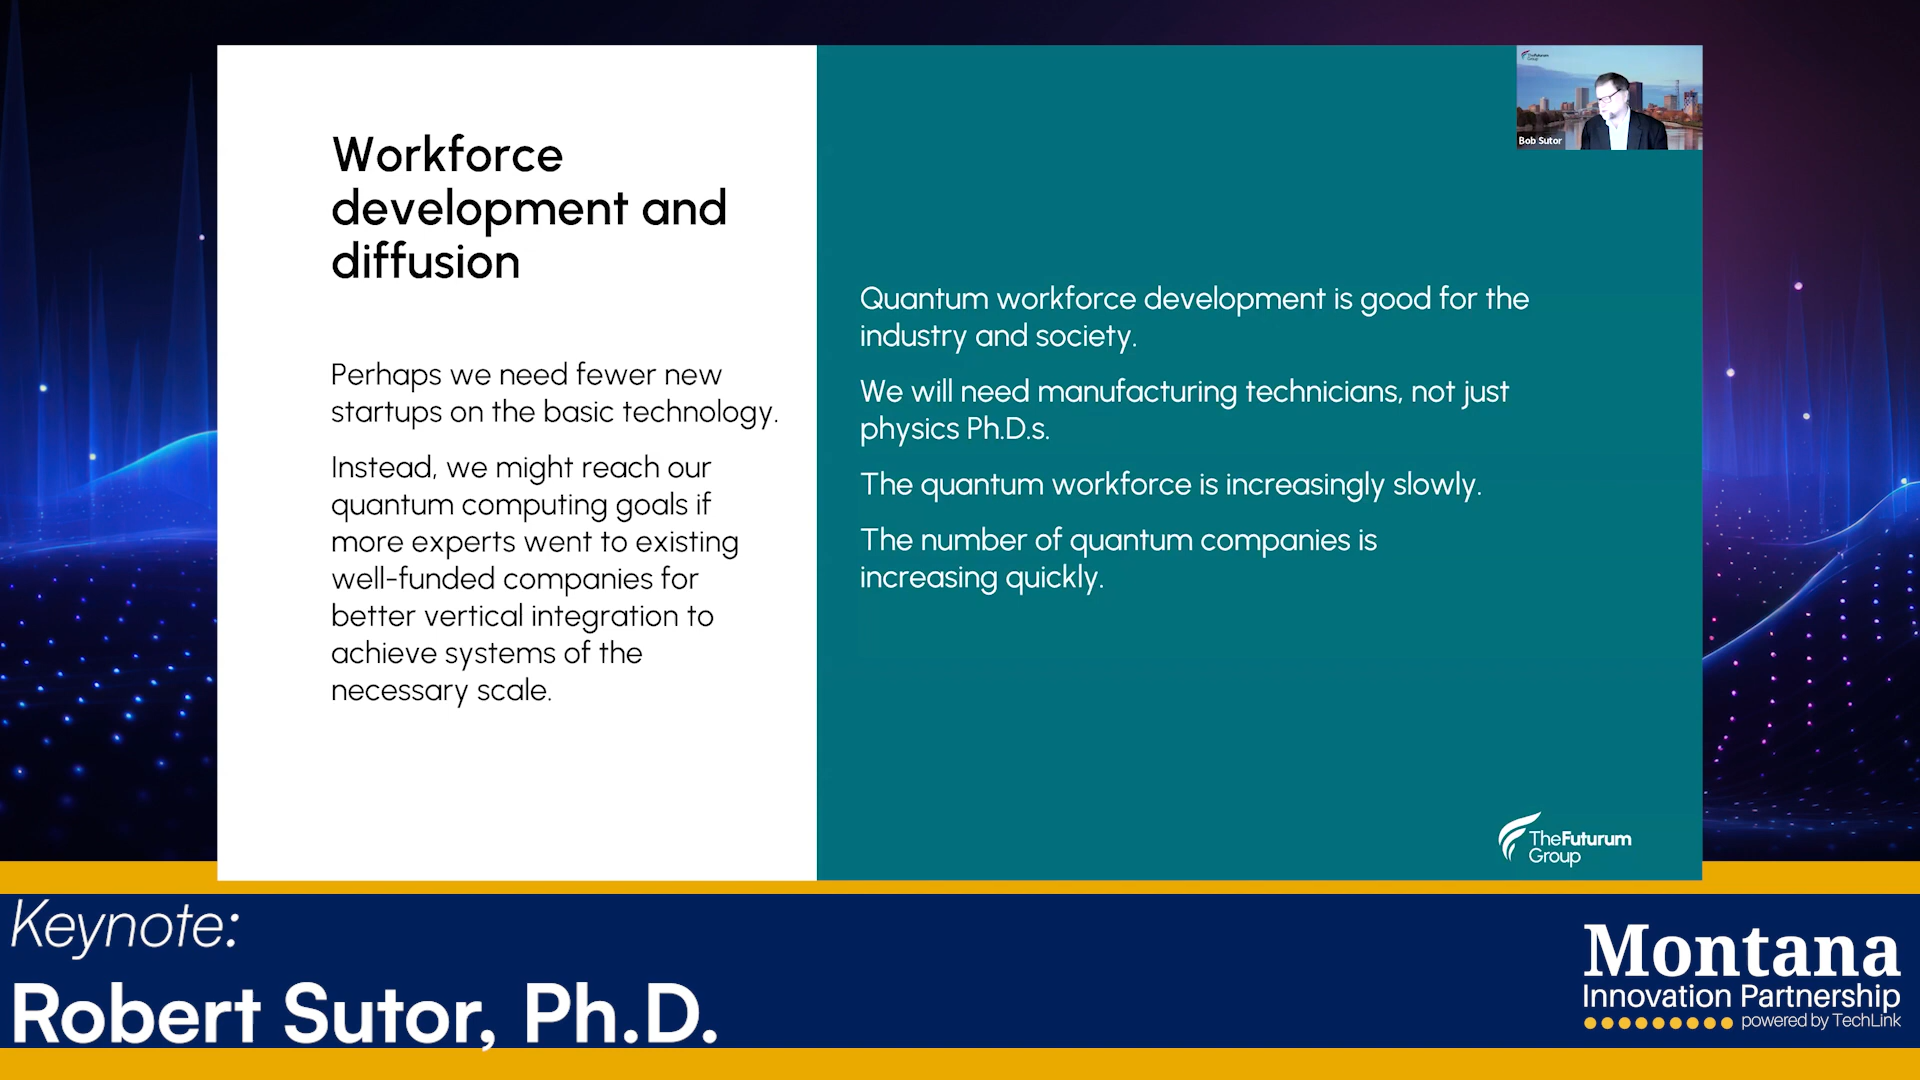 Workforce
development and
diffusion
Perhaps we need fewer new
startups on the basic technology.
Instead, we might reach our
quantum computing goals if
more experts went to existing
well-funded companies for
better vertical integration to
achieve systems of the
necessary scale.
Quantum workforce development is good for the
industry and society.
We will need manufacturing technicians, not just
physics Ph.D.s.
The quantum workforce is increasingly slowly.
The number of quantum companies is
increasing quickly.
TheFuturum
Group
Bob Sutor
TheFuturum
Group
Keynote:
Robert Sutor, Ph.D.
Montana
Innovation Partnership
powered by TechLink